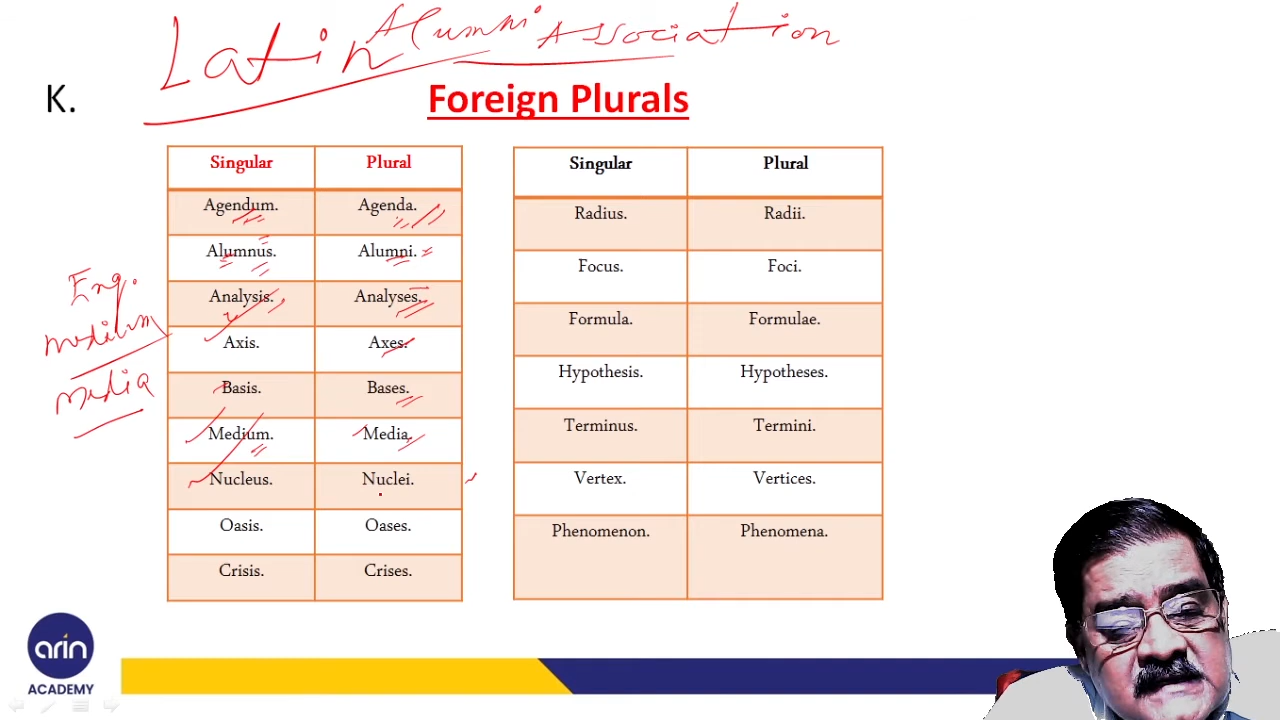 Latin Alumni Association
K. Foreign Plurals
Singular Plural
Agendum. Agenda.
Alumnus. Alumni.
Analysis. Analyses.
Axis. Axes.
Basis. Bases.
Medium. Media.
Nucleus. Nuclei.
Oasis. Oases.
Crisis. Crises.
Eng.
medium
media
Singular Plural
Radius. Radii.
Focus. Foci.
Formula. Formulae.
Hypothesis. Hypotheses.
Terminus. Termini.
Vertex. Vertices.
Phenomenon. Phenomena.
arin
ACADEMY